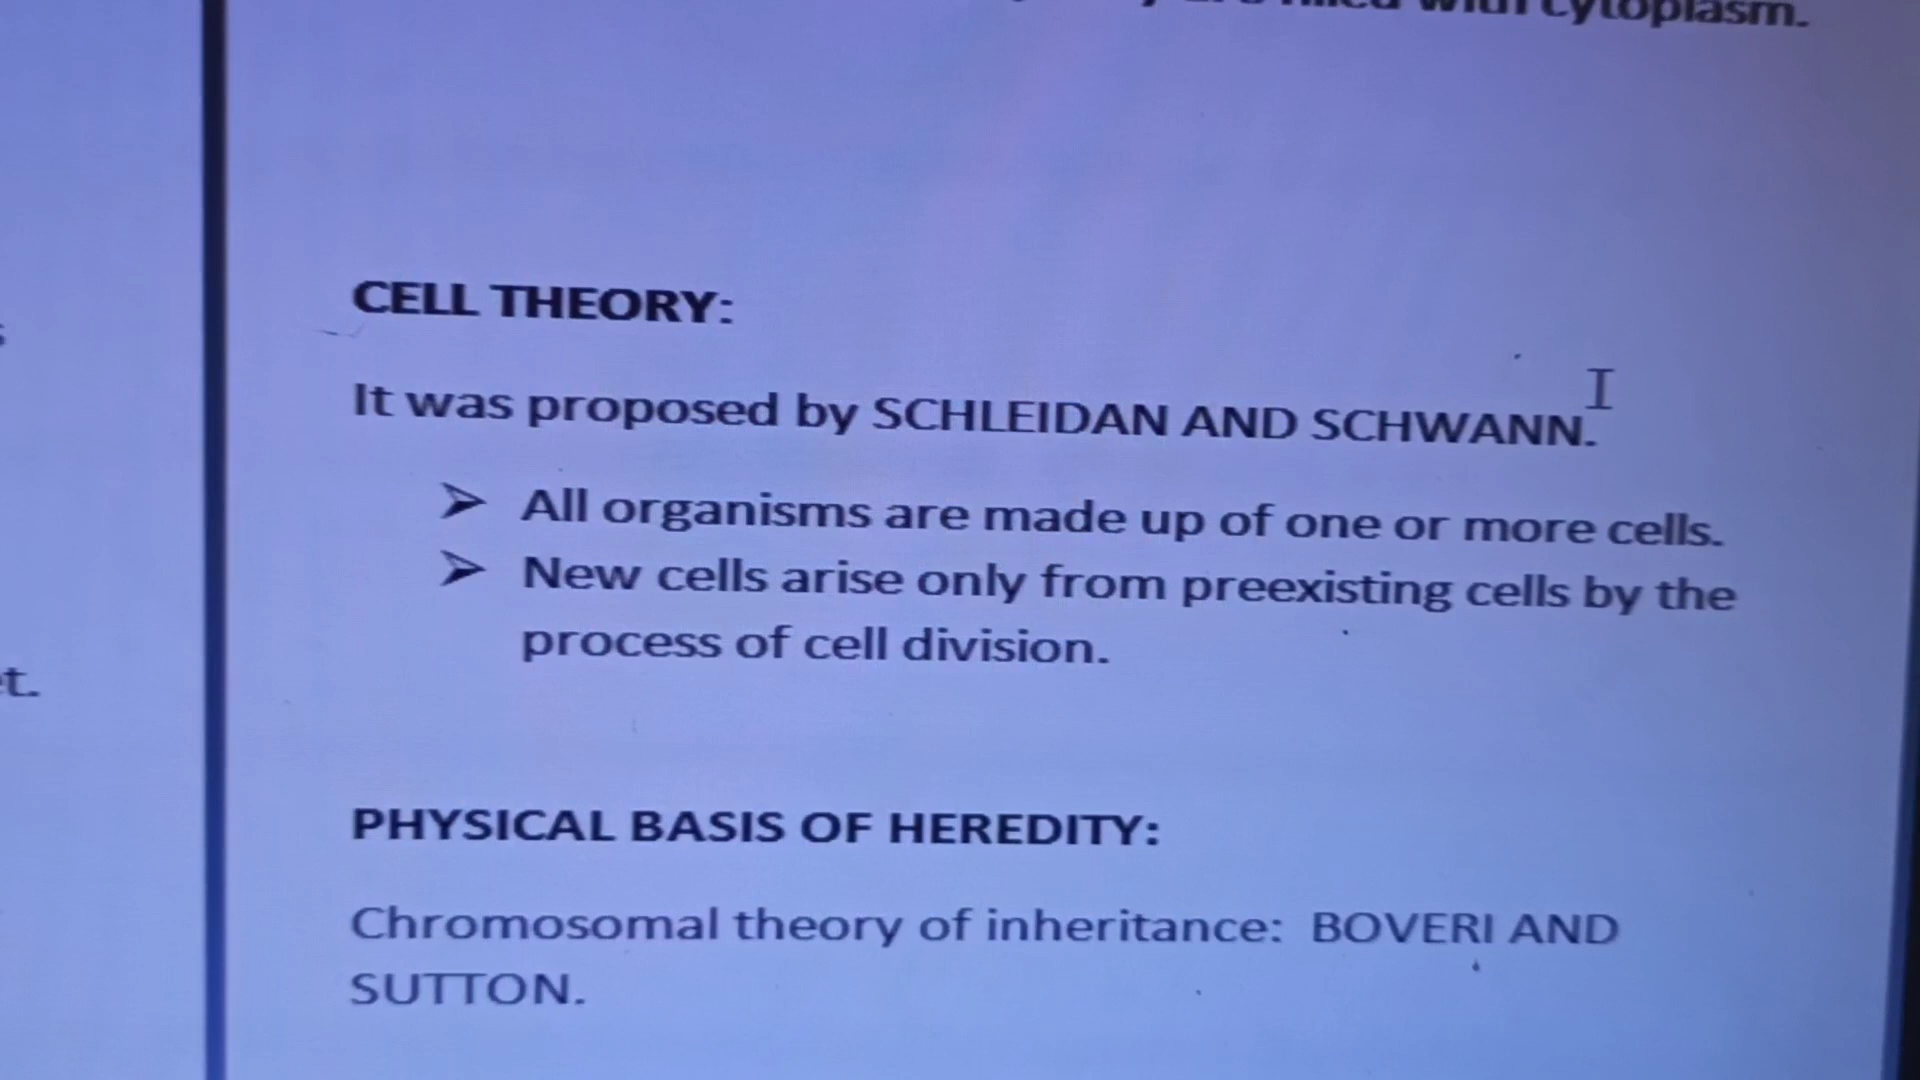 with cytoplasm.
CELL THEORY:
It was proposed by SCHLEIDAN AND SCHWANN.
➢ All organisms are made up of one or more cells.
➢ New cells arise only from preexisting cells by the
process of cell division.
PHYSICAL BASIS OF HEREDITY:
Chromosomal theory of inheritance: BOVERI AND
SUTTON.